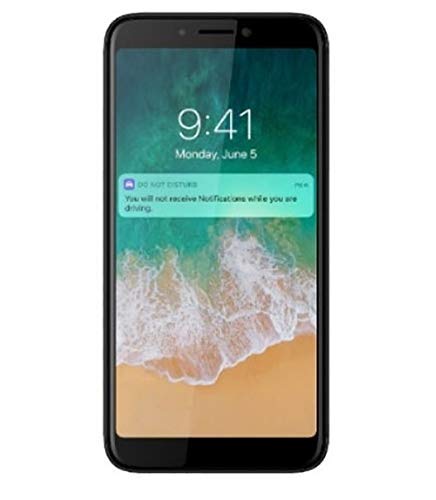 9:41
Monday, June 5
DO NOT DISTURB
You will not receive Notifications while you are
driving.